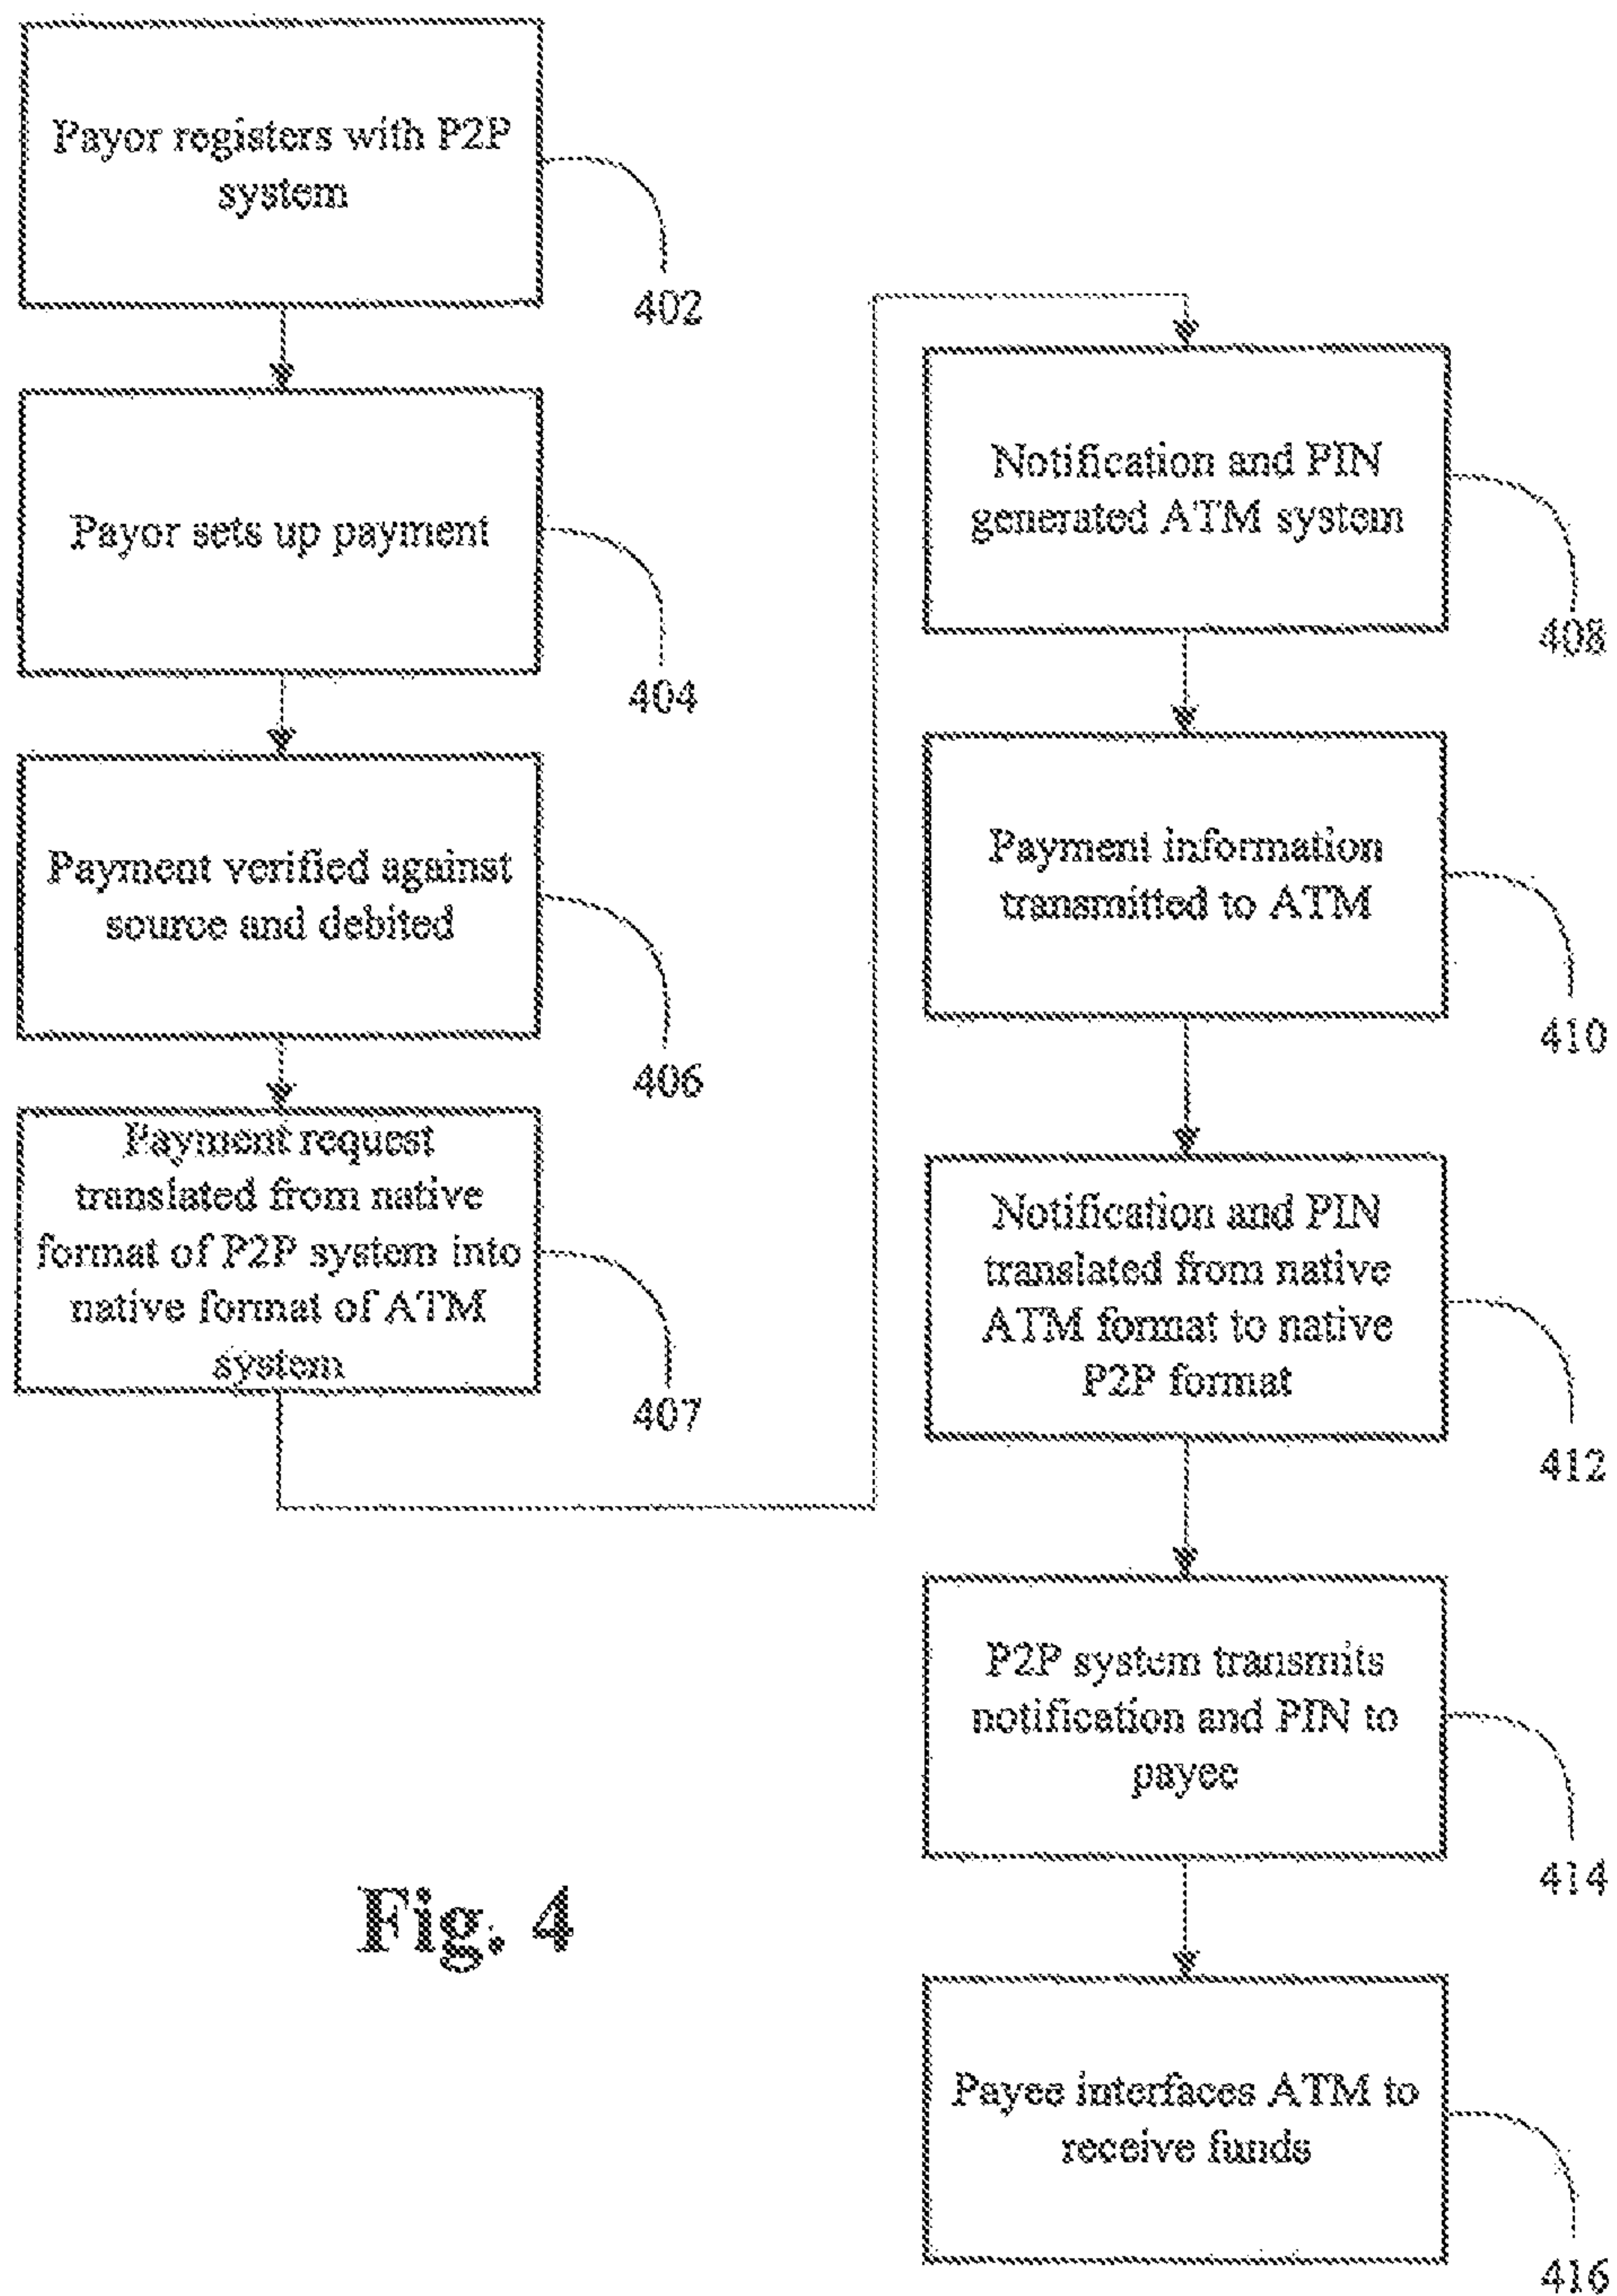 Payor registers with P2P
system
402
Payor sets up payment
404
Payment verified against
source and debited
406
Payment request
translated from native
format of P2P system into
native format of ATM
system
407
Notification and PIN
generated ATM system
408
Payment information
transmitted to ATM
410
Notification and PIN
translated from native
ATM format to native
P2P format
412
P2P system transmits
notification and PIN to
payee
414
Payee interfaces ATM to
receive funds
416
Fig. 4